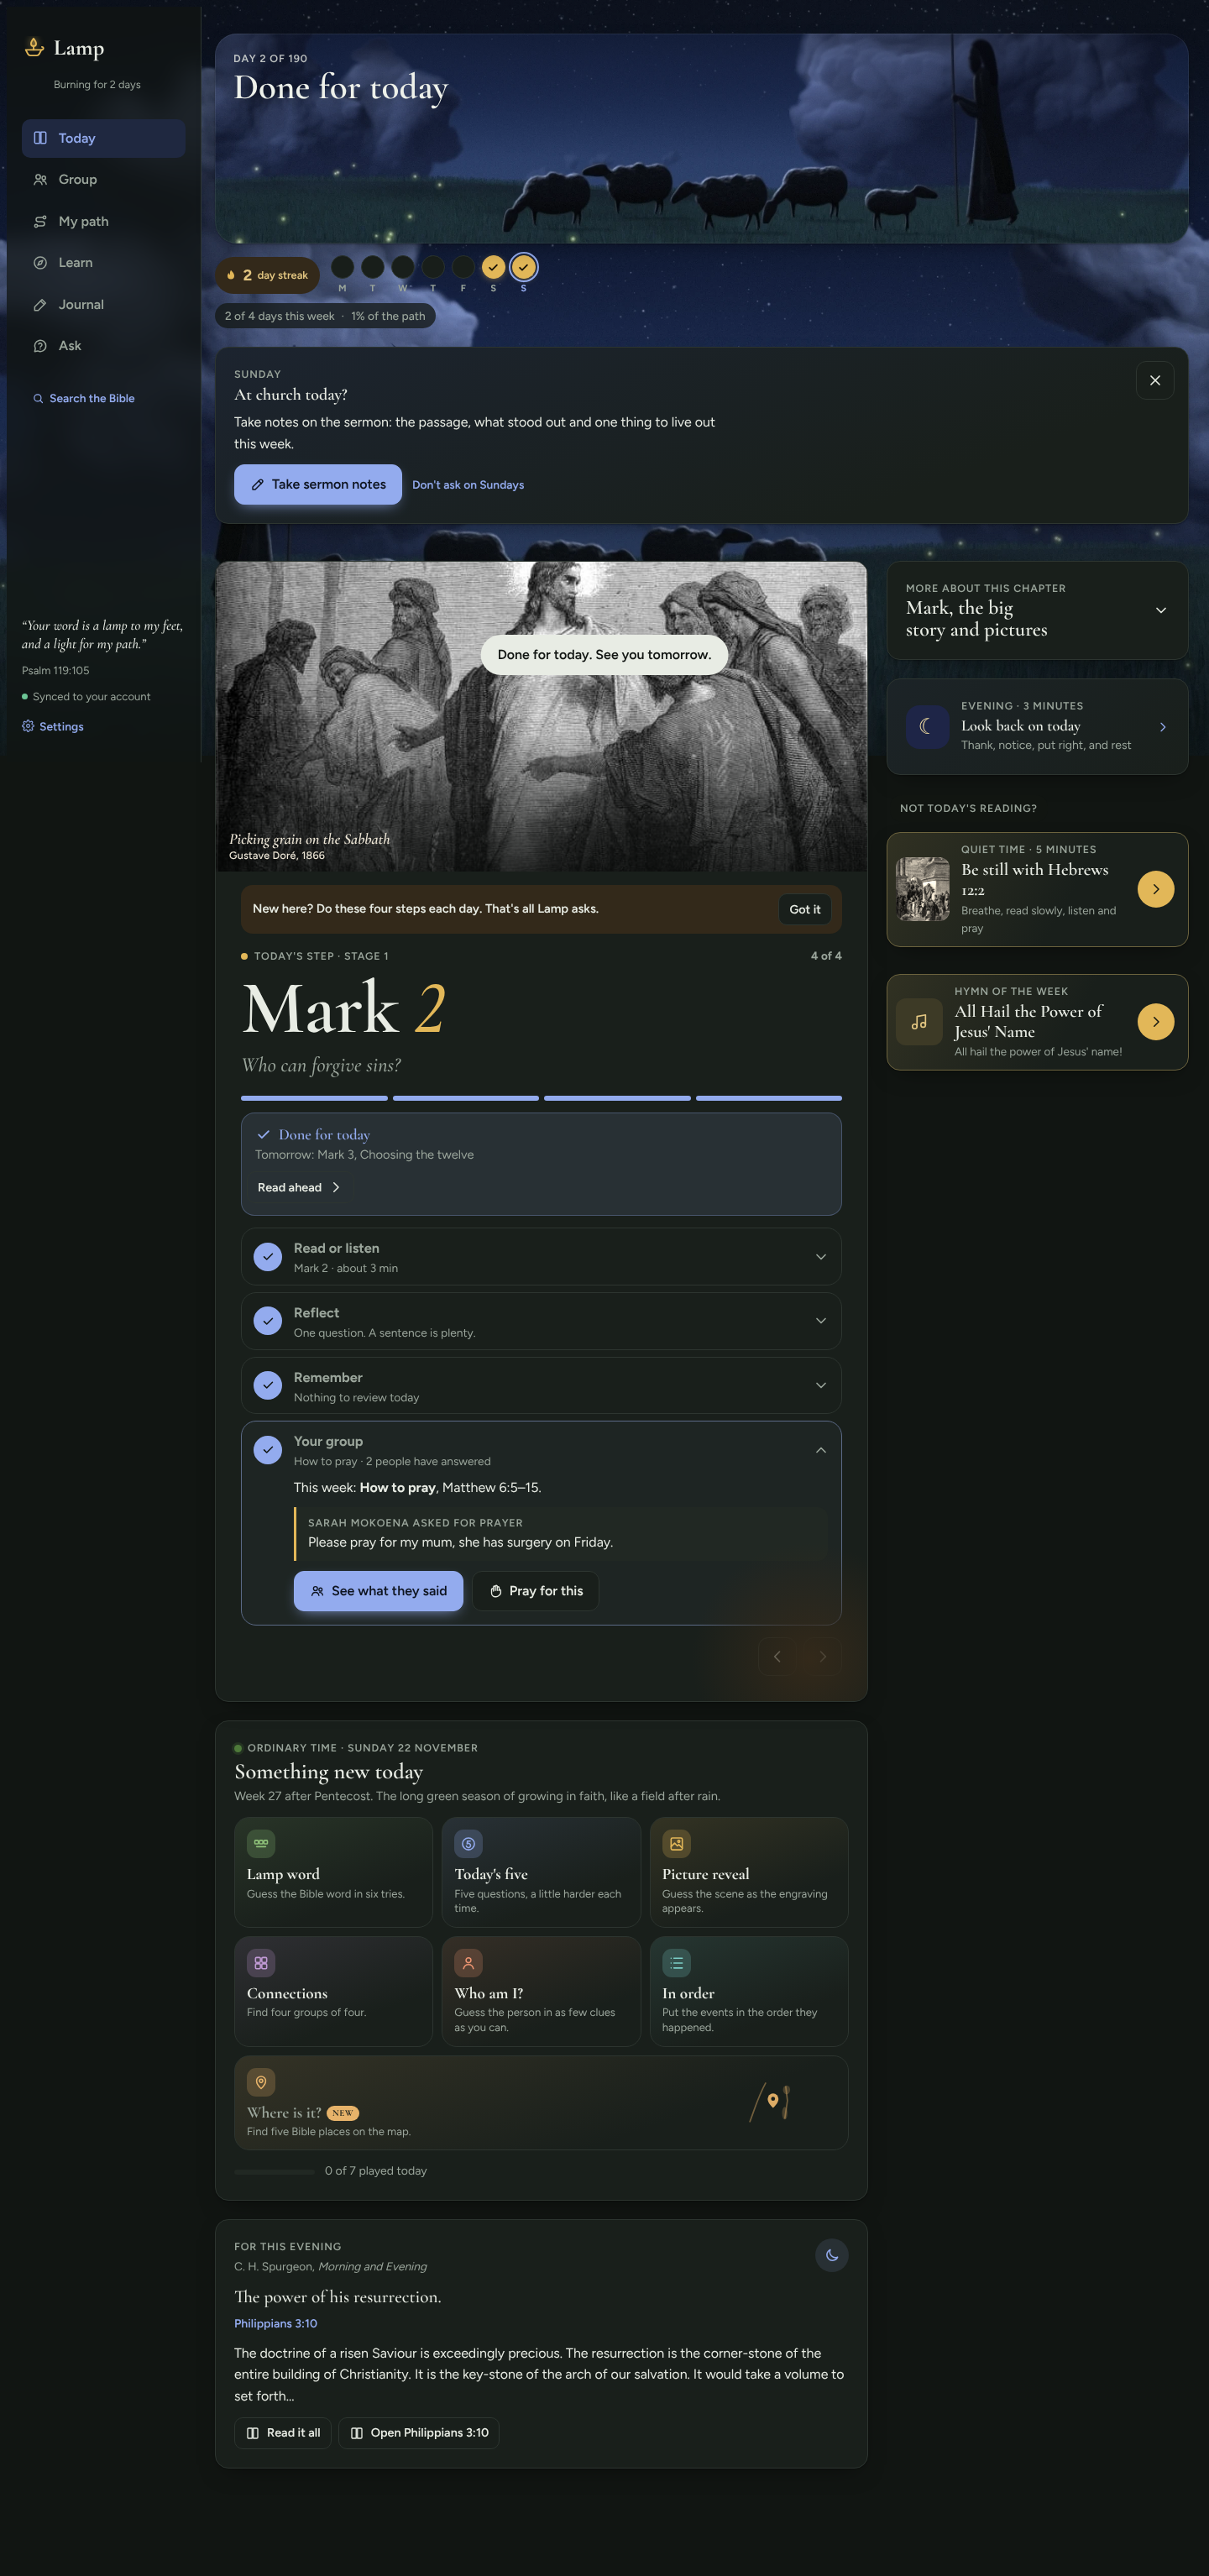 Lamp
Burning for 2 days
Today
Group
My path
Learn
Journal
Ask
Search the Bible
“Your word is a lamp to my feet,
and a light for my path.”
Psalm 119:105
Synced to your account
Settings
DAY 2 OF 190
Done for today
2 day streak
M T W T F S S
2 of 4 days this week · 1% of the path
SUNDAY
At church today?
Take notes on the sermon: the passage, what stood out and one thing to live out
this week.
Take sermon notes
Don't ask on Sundays
Done for today. See you tomorrow.
Picking grain on the Sabbath
Gustave Doré, 1866
New here? Do these four steps each day. That's all Lamp asks.
Got it
TODAY'S STEP · STAGE 1
4 of 4
Mark 2
Who can forgive sins?
Done for today
Tomorrow: Mark 3, Choosing the twelve
Read ahead
Read or listen
Mark 2 · about 3 min
Reflect
One question. A sentence is plenty.
Remember
Nothing to review today
Your group
How to pray · 2 people have answered
This week: How to pray, Matthew 6:5–15.
SARAH MOKOENA ASKED FOR PRAYER
Please pray for my mum, she has surgery on Friday.
See what they said
Pray for this
MORE ABOUT THIS CHAPTER
Mark, the big
story and pictures
EVENING · 3 MINUTES
Look back on today
Thank, notice, put right, and rest
NOT TODAY'S READING?
QUIET TIME · 5 MINUTES
Be still with Hebrews
12:2
Breathe, read slowly, listen and
pray
HYMN OF THE WEEK
All Hail the Power of
Jesus' Name
All hail the power of Jesus' name!
ORDINARY TIME · SUNDAY 22 NOVEMBER
Something new today
Week 27 after Pentecost. The long green season of growing in faith, like a field after rain.
Lamp word
Guess the Bible word in six tries.
Today's five
Five questions, a little harder each
time.
Picture reveal
Guess the scene as the engraving
appears.
Connections
Find four groups of four.
Who am I?
Guess the person in as few clues
as you can.
In order
Put the events in the order they
happened.
Where is it? NEW
Find five Bible places on the map.
0 of 7 played today
FOR THIS EVENING
C. H. Spurgeon, Morning and Evening
The power of his resurrection.
Philippians 3:10
The doctrine of a risen Saviour is exceedingly precious. The resurrection is the corner-stone of the
entire building of Christianity. It is the key-stone of the arch of our salvation. It would take a volume to
set forth…
Read it all
Open Philippians 3:10